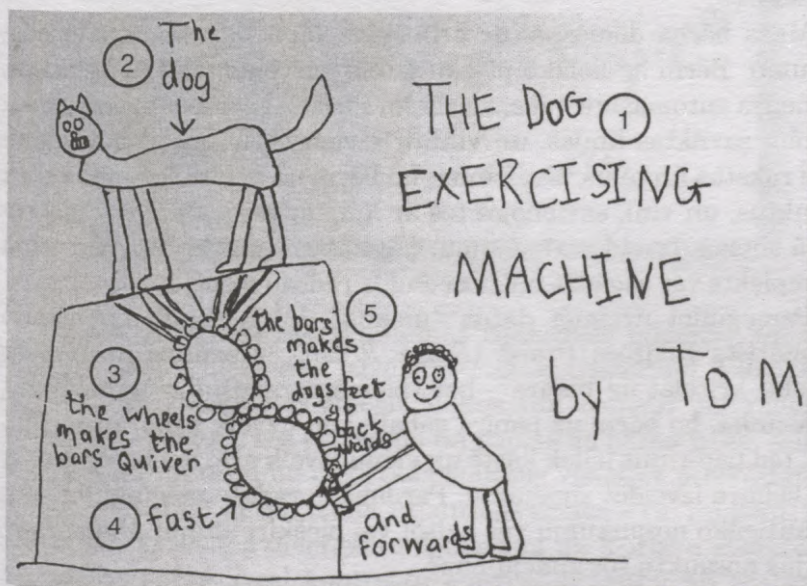 THE DOG 1
EXERCISING
MACHINE
by TOM
2 The
dog
3
the wheels
makes the
bars Quiver
4 fast
5
the bars
makes
the
dogs feet
go
back
wards
and
forwards